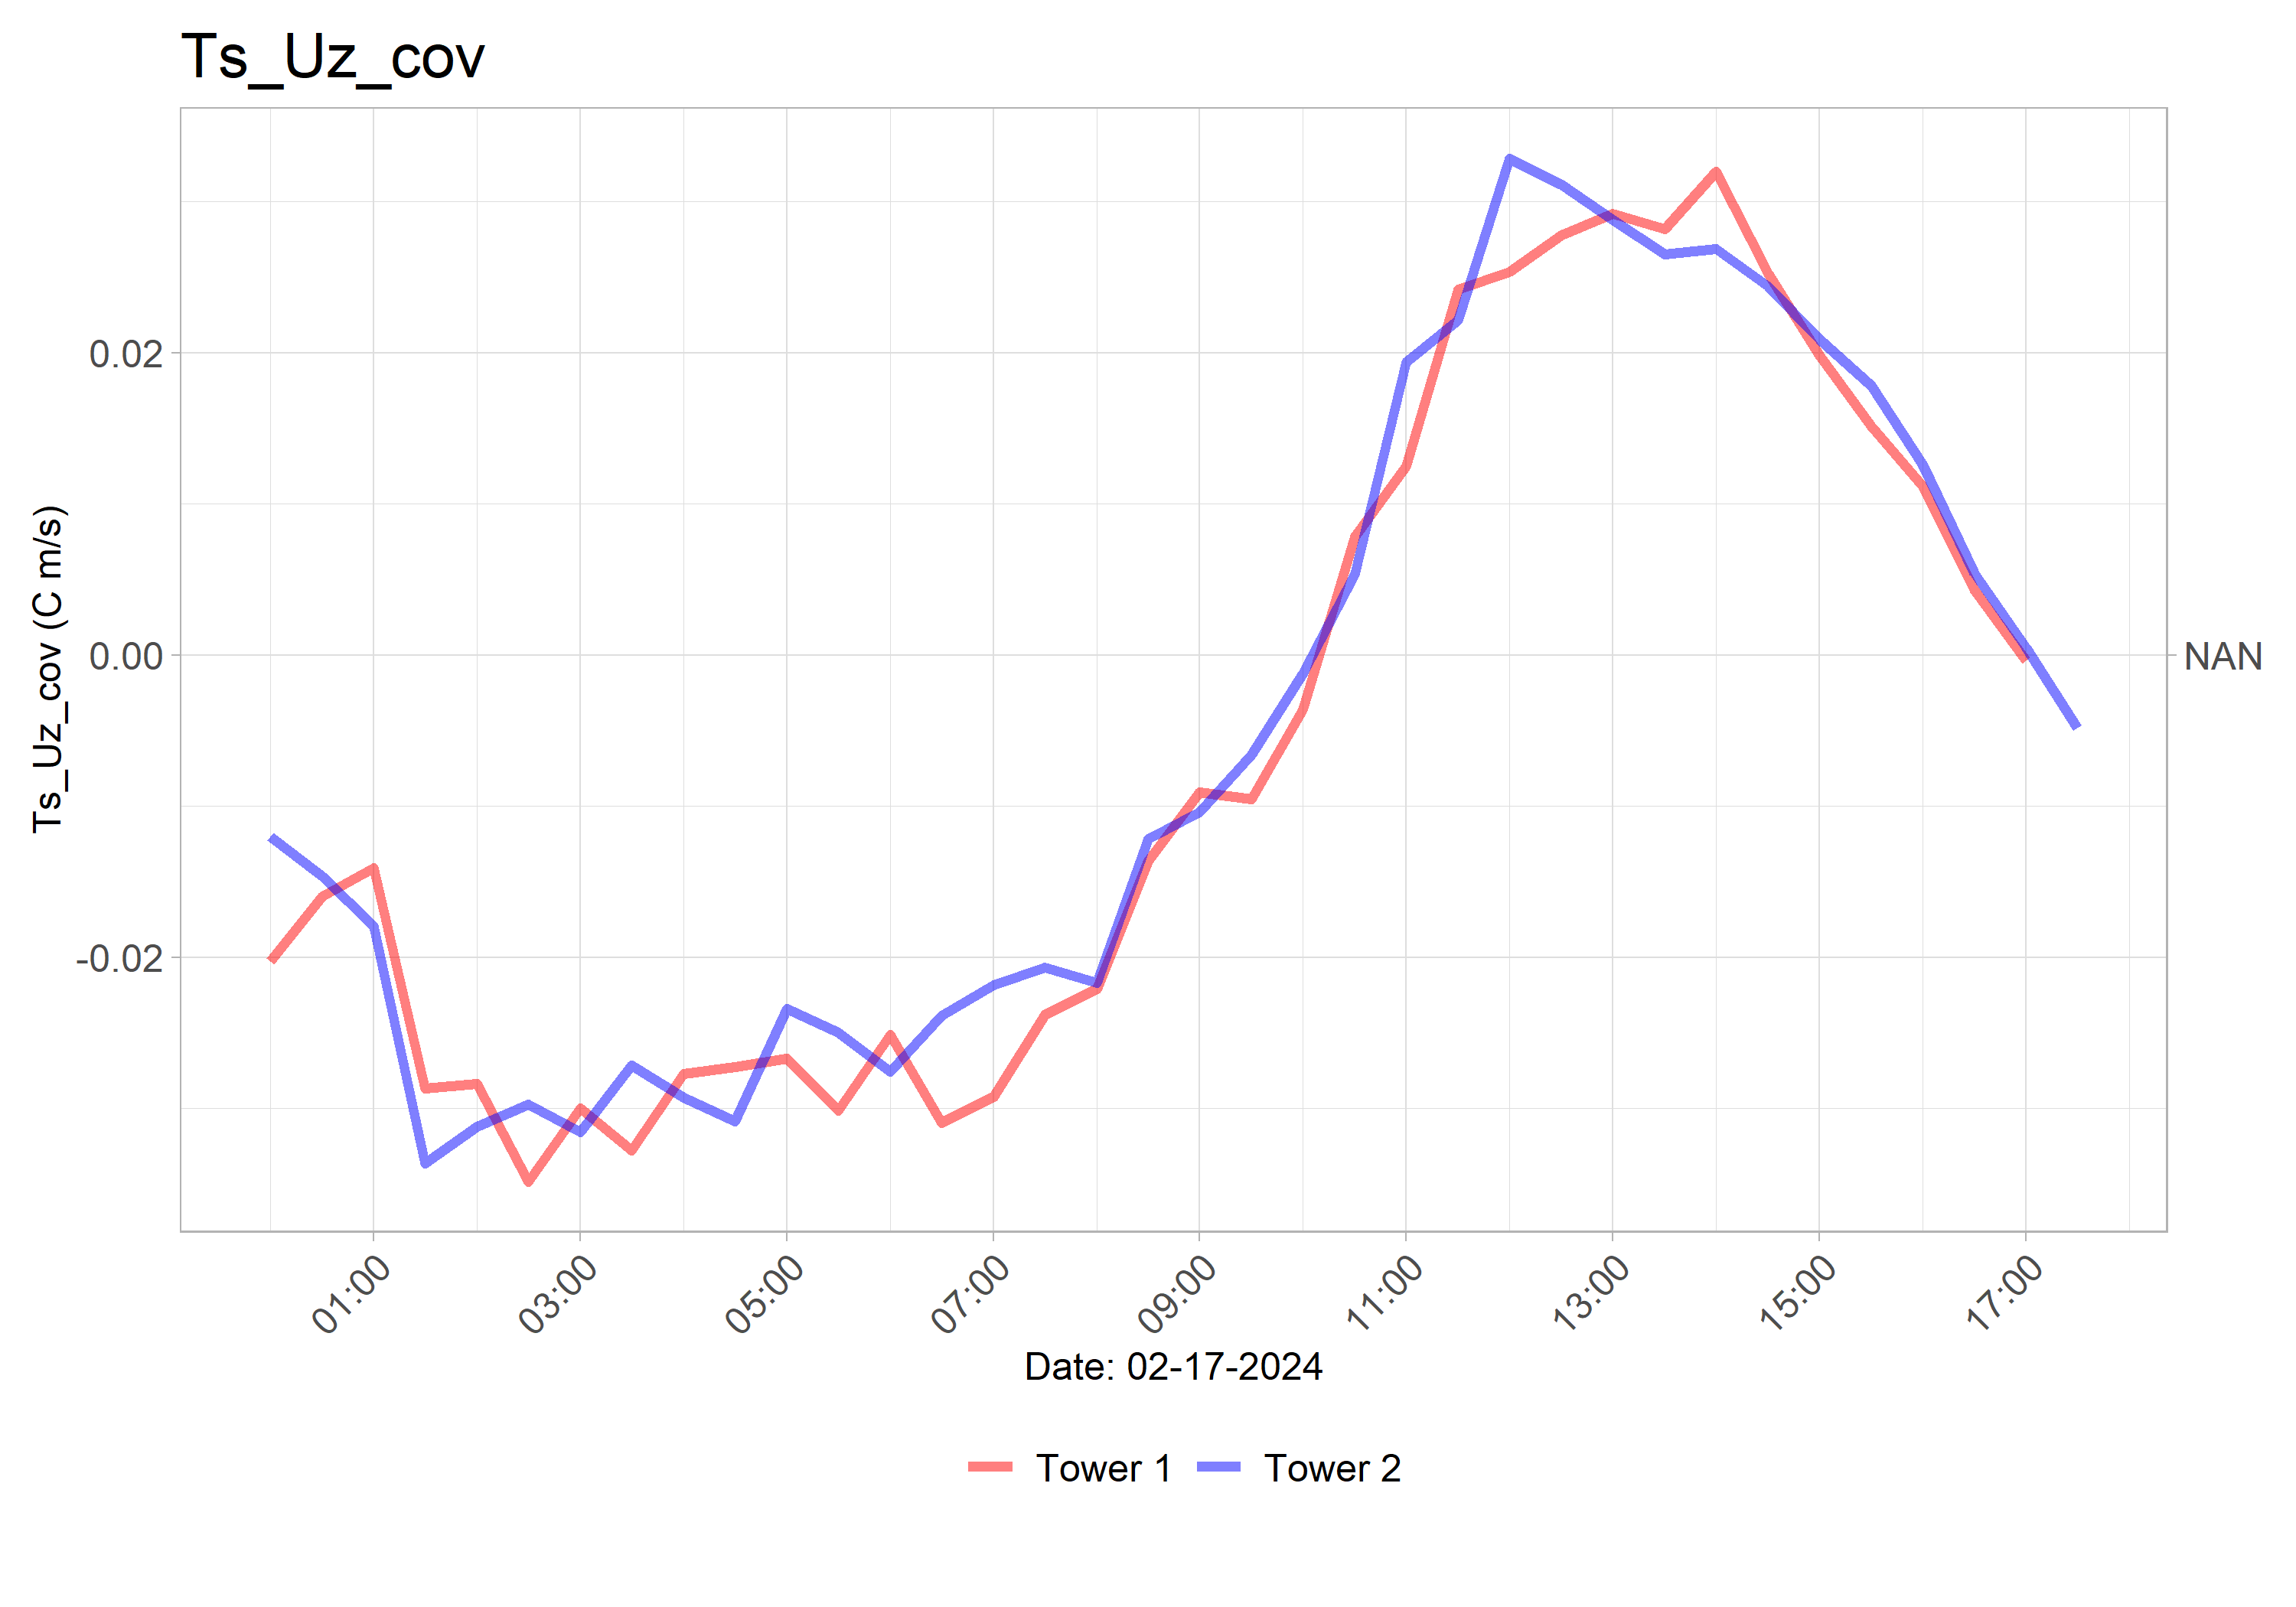 Ts_Uz_cov
Ts_Uz_cov (C m/s)
0.02
0.00
-0.02
NAN
01:00
03:00
05:00
07:00
09:00
11:00
13:00
15:00
17:00
Date: 02-17-2024
Tower 1
Tower 2